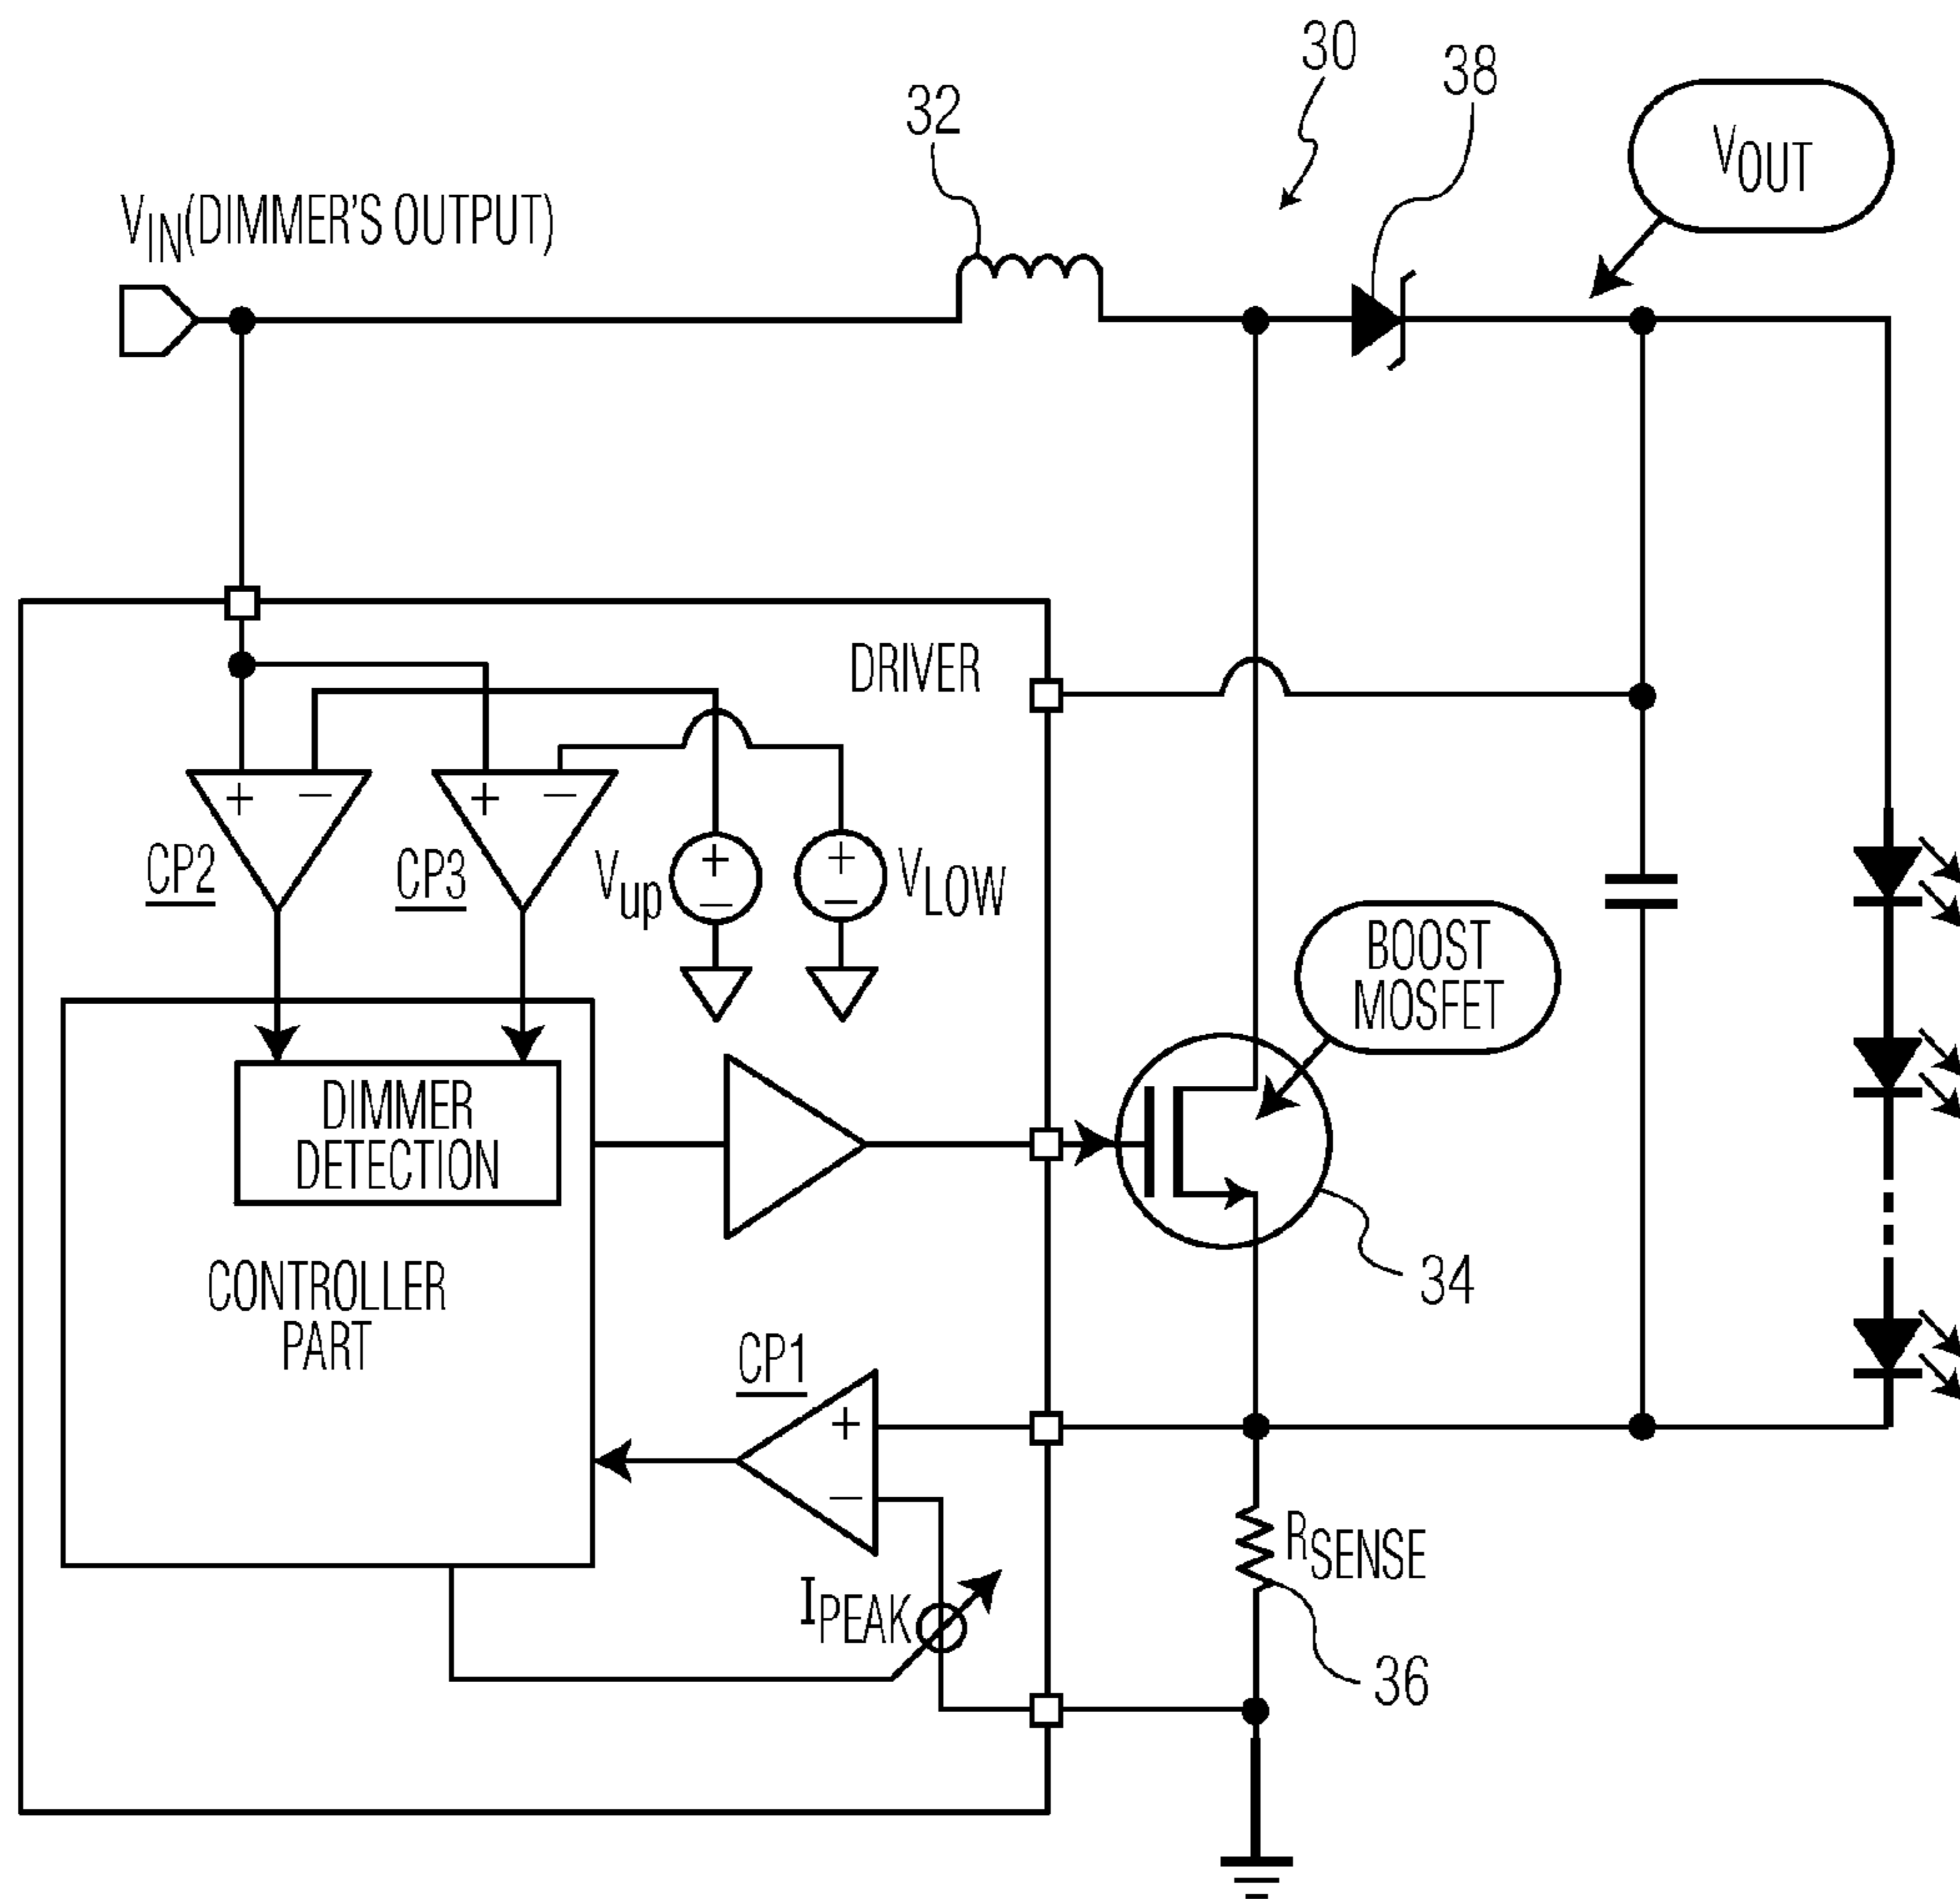 30
38
32
VOUT
VIN(DIMMER'S OUTPUT)
DRIVER
+ −
+ −
CP2
CP3
Vup
+
−
+
−
VLOW
BOOST
MOSFET
DIMMER
DETECTION
CONTROLLER
PART
34
CP1
+
−
RSENSE
IPEAK
36